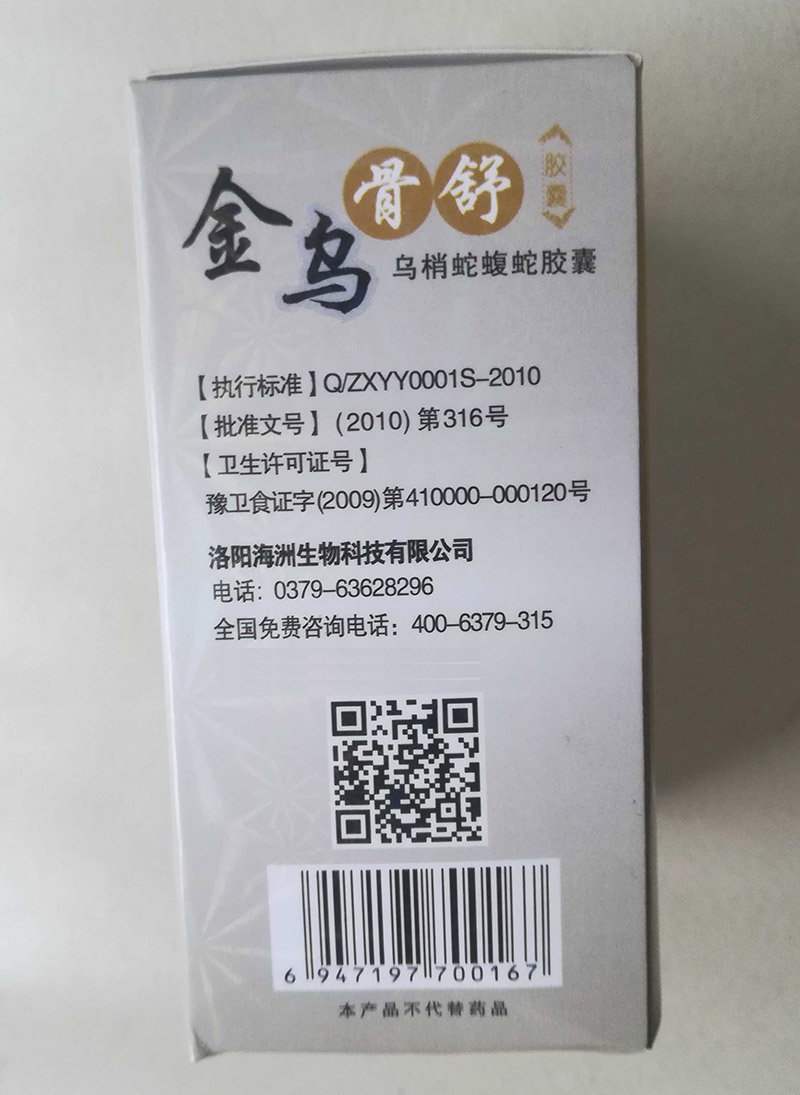 金乌骨舒胶囊
乌梢蛇蝮蛇胶囊
【执行标准】Q/ZXYY0001S-2010
【批准文号】(2010)第316号
【卫生许可证号】
豫卫食证字(2009)第410000-000120号
洛阳海洲生物科技有限公司
电话：0379-63628296
全国免费咨询电话：400-6379-315
6 947197 700167
本产品不代替药品